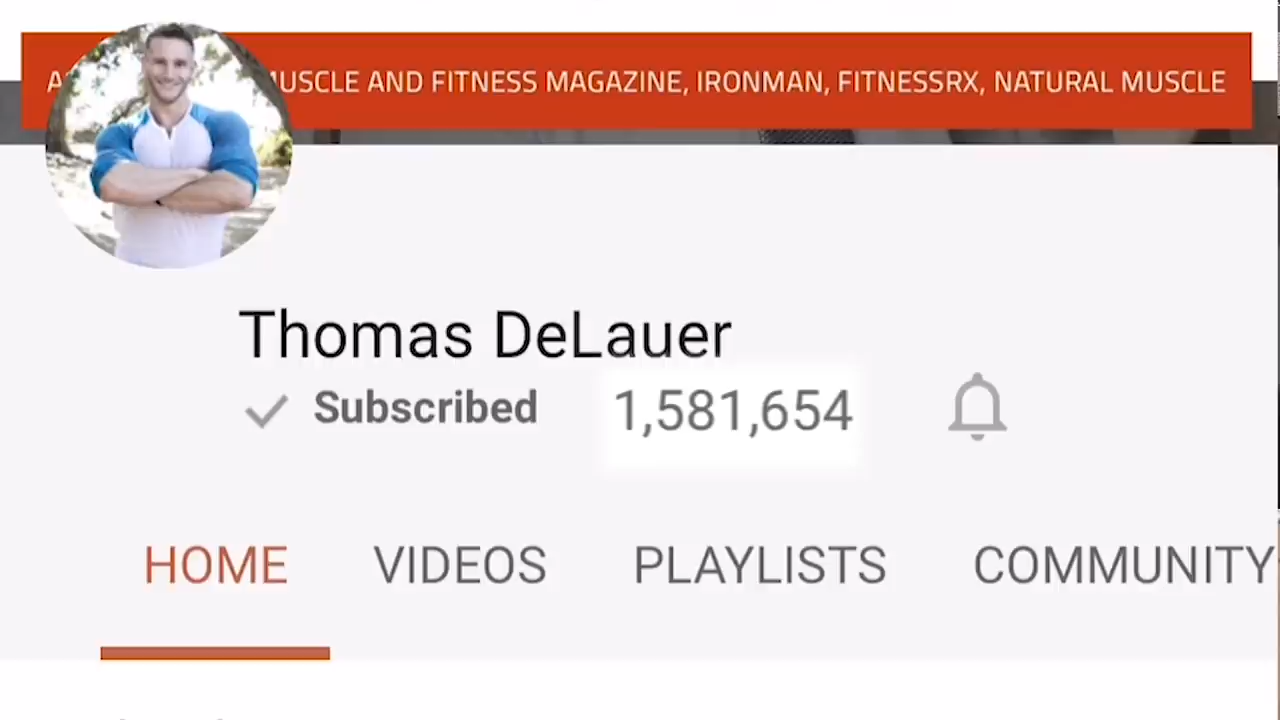 MUSCLE AND FITNESS MAGAZINE, IRONMAN, FITNESSRX, NATURAL MUSCLE
Thomas DeLauer
Subscribed 1,581,654
HOME VIDEOS PLAYLISTS COMMUNITY